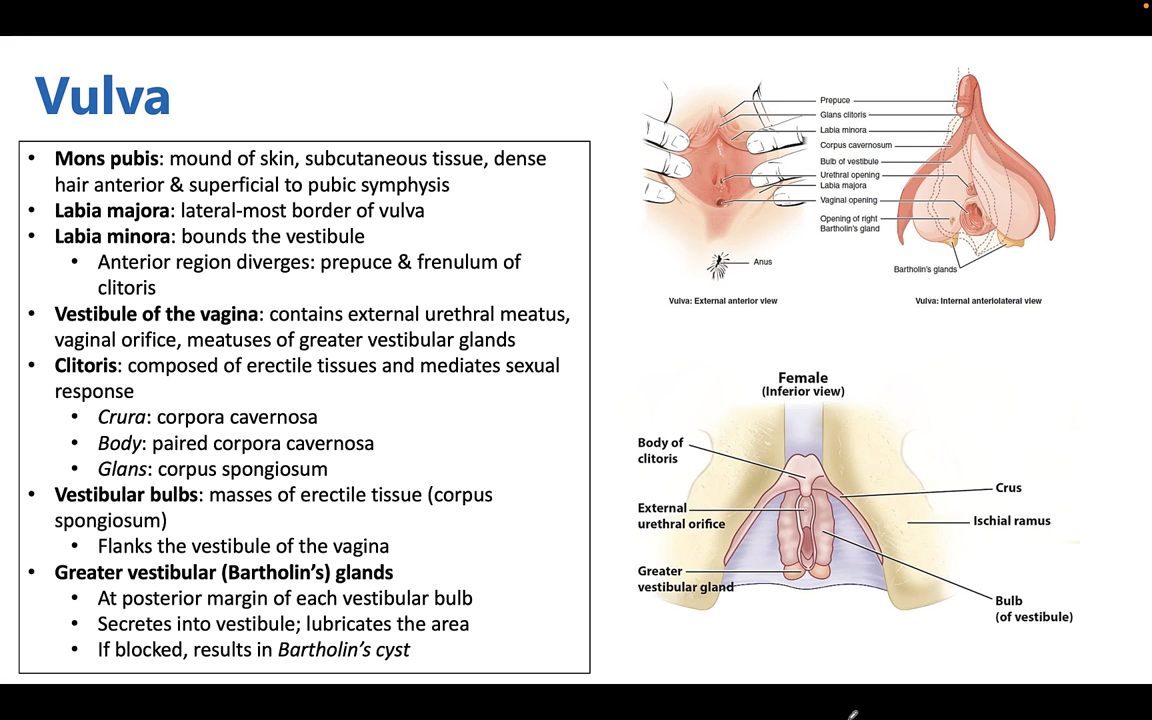 Vulva
• Mons pubis: mound of skin, subcutaneous tissue, dense
hair anterior & superficial to pubic symphysis
• Labia majora: lateral-most border of vulva
• Labia minora: bounds the vestibule
• Anterior region diverges: prepuce & frenulum of
clitoris
• Vestibule of the vagina: contains external urethral meatus,
vaginal orifice, meatuses of greater vestibular glands
• Clitoris: composed of erectile tissues and mediates sexual
response
• Crura: corpora cavernosa
• Body: paired corpora cavernosa
• Glans: corpus spongiosum
• Vestibular bulbs: masses of erectile tissue (corpus
spongiosum)
• Flanks the vestibule of the vagina
• Greater vestibular (Bartholin's) glands
• At posterior margin of each vestibular bulb
• Secretes into vestibule; lubricates the area
• If blocked, results in Bartholin's cyst
Prepuce
Glans clitoris
Labia minora
Corpus cavernosum
Bulb of vestibule
Urethral opening
Labia majora
Vaginal opening
Opening of right
Bartholin's gland
Anus
Bartholin's glands
Vulva: External anterior view
Vulva: Internal anteriolateral view
Female
(Inferior view)
Body of
clitoris
External
urethral orifice
Greater
vestibular gland
Crus
Ischial ramus
Bulb
(of vestibule)